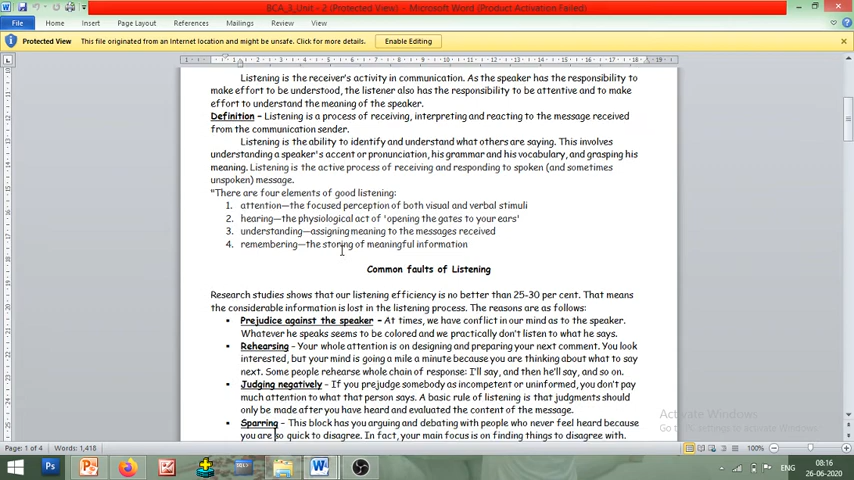 BCA_3_Unit - 2 (Protected View) - Microsoft Word (Product Activation Failed)
File Home Insert Page Layout References Mailings Review View
Protected View This file originated from an Internet location and might be unsafe. Click for more details. Enable Editing
Listening is the receiver's activity in communication. As the speaker has the responsibility to
make effort to be understood, the listener also has the responsibility to be attentive and to make
effort to understand the meaning of the speaker.
Definition – Listening is a process of receiving, interpreting and reacting to the message received
from the communication sender.
Listening is the ability to identify and understand what others are saying. This involves
understanding a speaker's accent or pronunciation, his grammar and his vocabulary, and grasping his
meaning. Listening is the active process of receiving and responding to spoken (and sometimes
unspoken) message.
"There are four elements of good listening:
1. attention—the focused perception of both visual and verbal stimuli
2. hearing—the physiological act of 'opening the gates to your ears'
3. understanding—assigning meaning to the messages received
4. remembering—the storing of meaningful information
Common faults of Listening
Research studies shows that our listening efficiency is no better than 25-30 per cent. That means
the considerable information is lost in the listening process. The reasons are as follows:
• Prejudice against the speaker – At times, we have conflict in our mind as to the speaker.
Whatever he speaks seems to be colored and we practically don't listen to what he says.
• Rehearsing – Your whole attention is on designing and preparing your next comment. You look
interested, but your mind is going a mile a minute because you are thinking about what to say
next. Some people rehearse whole chain of response: I'll say, and then he'll say, and so on.
• Judging negatively – If you prejudge somebody as incompetent or uninformed, you don't pay
much attention to what that person says. A basic rule of listening is that judgments should
only be made after you have heard and evaluated the content of the message.
• Sparring – This block has you arguing and debating with people who never feel heard because
you are so quick to disagree. In fact, your main focus is on finding things to disagree with.
Activate Windows
Go to PC settings to activate Windows.
Page: 1 of 4 Words: 1,418 100%
ENG 08:16
26-06-2020